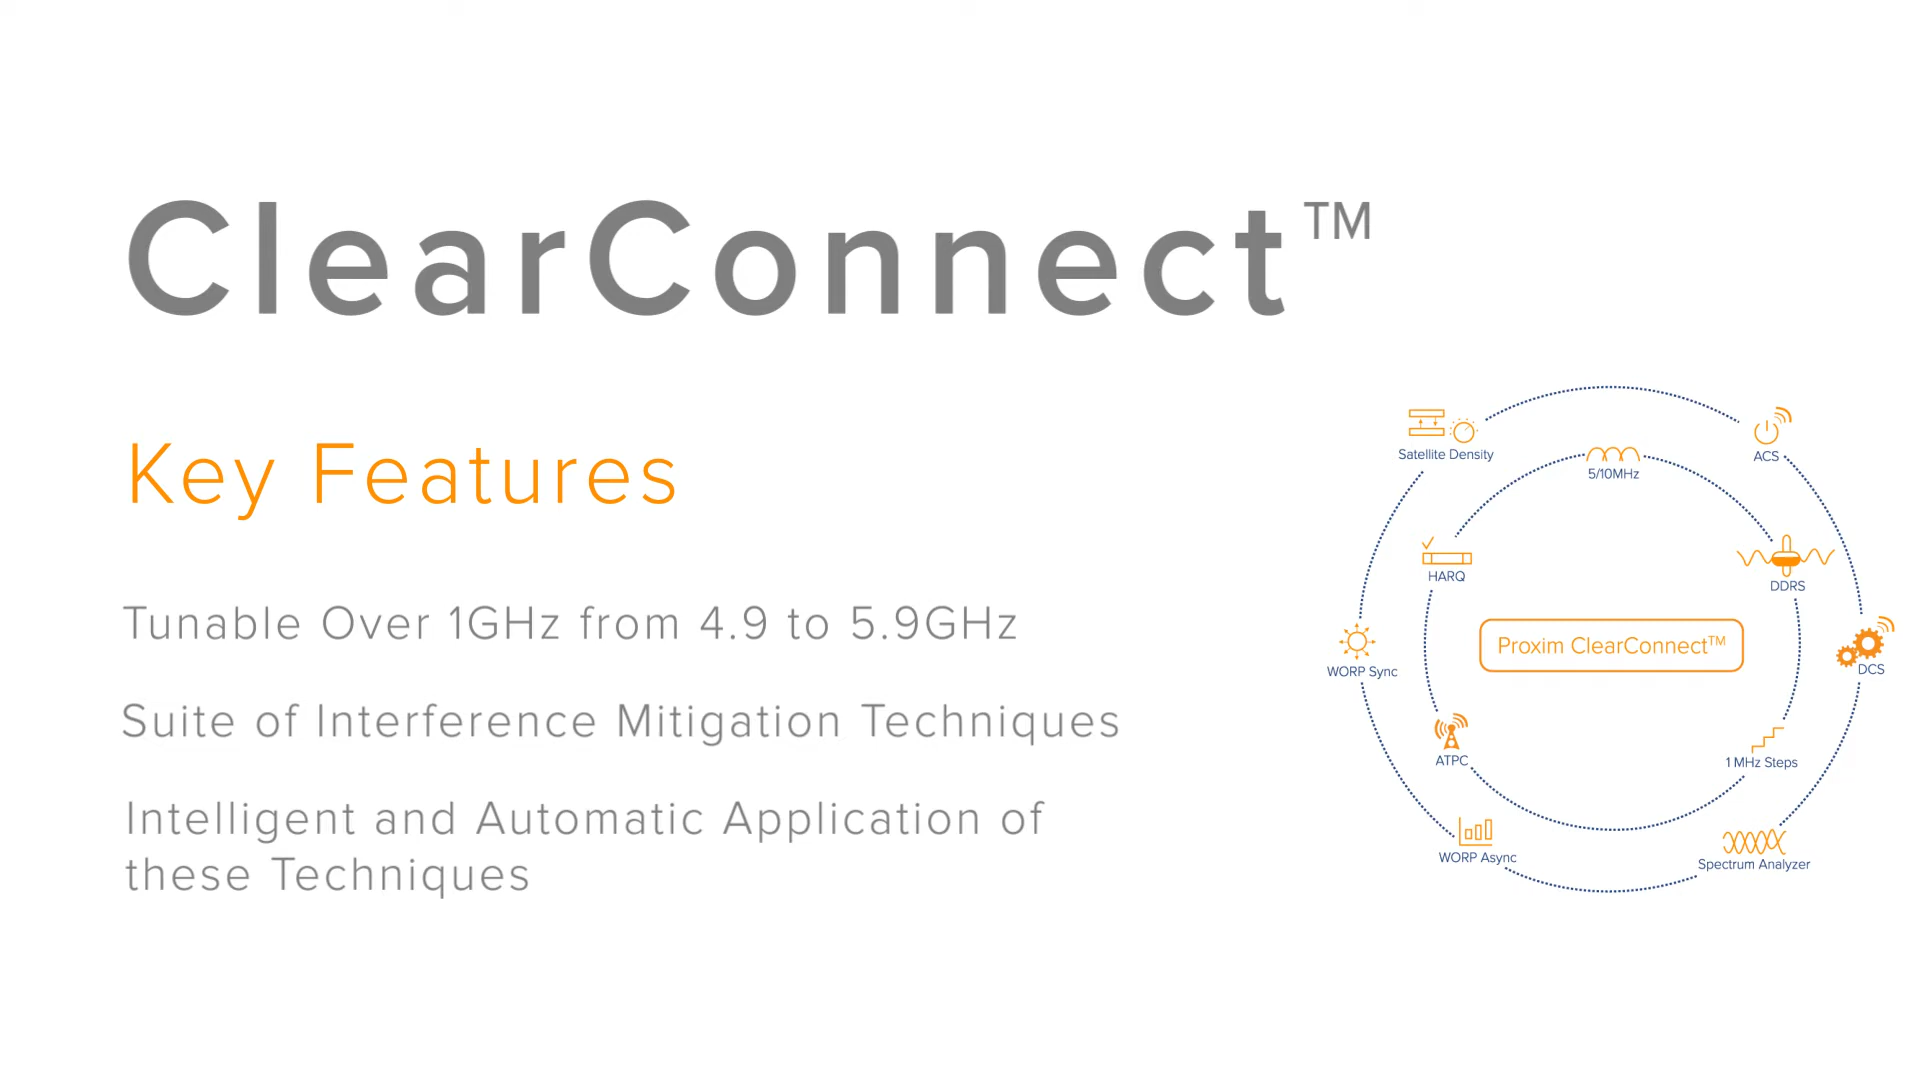 ClearConnect™
Key Features
Tunable Over 1GHz from 4.9 to 5.9GHz
Suite of Interference Mitigation Techniques
Intelligent and Automatic Application of
these Techniques
Satellite Density
ACS
5/10MHz
HARQ
DDRS
Proxim ClearConnect™
WORP Sync
DCS
ATPC
1 MHz Steps
WORP Async
Spectrum Analyzer